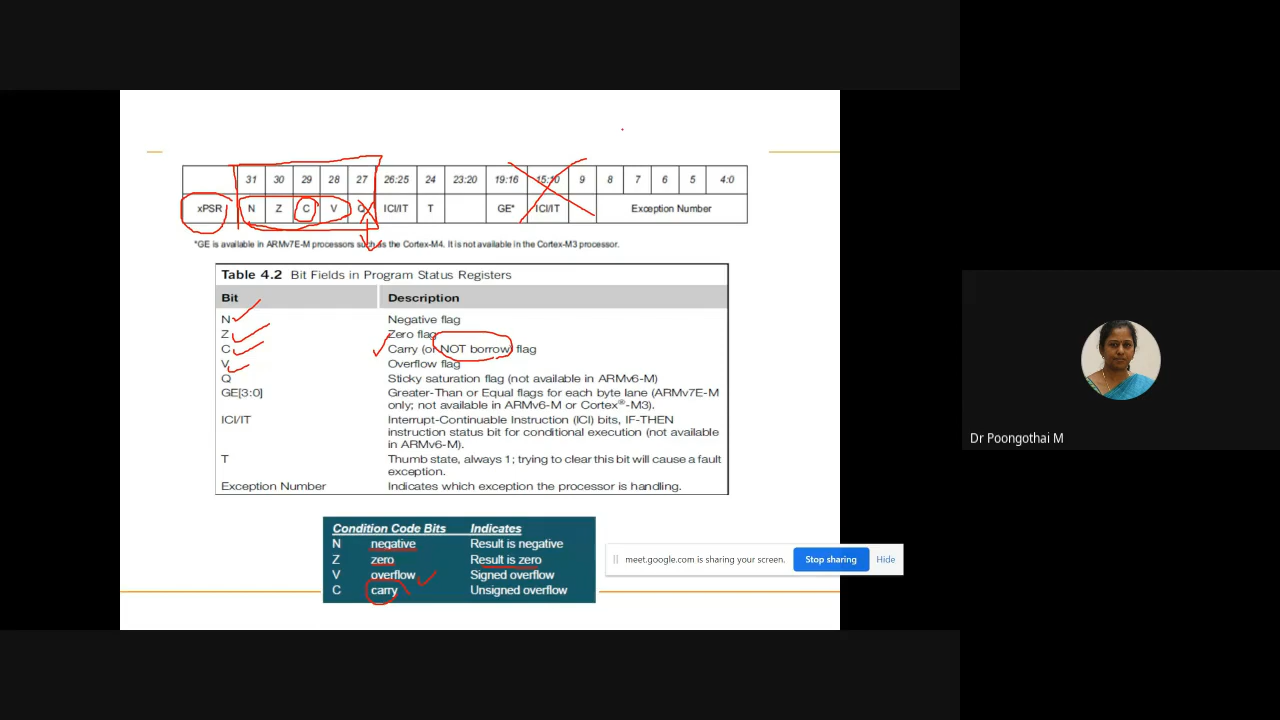 31 30 29 28 27 26:25 24 23:20 19:16 15:10 9 8 7 6 5 4:0
xPSR N Z C V Q ICI/IT T GE* ICI/IT Exception Number
*GE is available in ARMv7E-M processors such as the Cortex-M4. It is not available in the Cortex-M3 processor.
Table 4.2 Bit Fields in Program Status Registers
Bit Description
N Negative flag
Z Zero flag
C Carry (or NOT borrow) flag
V Overflow flag
Q Sticky saturation flag (not available in ARMv6-M)
GE[3:0] Greater-Than or Equal flags for each byte lane (ARMv7E-M
only; not available in ARMv6-M or Cortex®-M3).
ICI/IT Interrupt-Continuable Instruction (ICI) bits, IF-THEN
instruction status bit for conditional execution (not available
in ARMv6-M).
T Thumb state, always 1; trying to clear this bit will cause a fault
exception.
Exception Number Indicates which exception the processor is handling.
Condition Code Bits Indicates
N negative Result is negative
Z zero Result is zero
V overflow Signed overflow
C carry Unsigned overflow
meet.google.com is sharing your screen. Stop sharing Hide
Dr Poongothai M